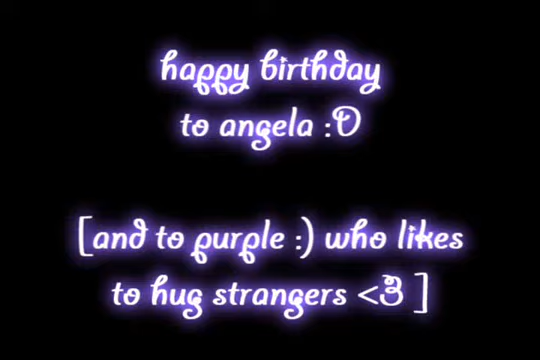 happy birthday
to angela :D
[and to purple :) who likes
to hug strangers <3 ]